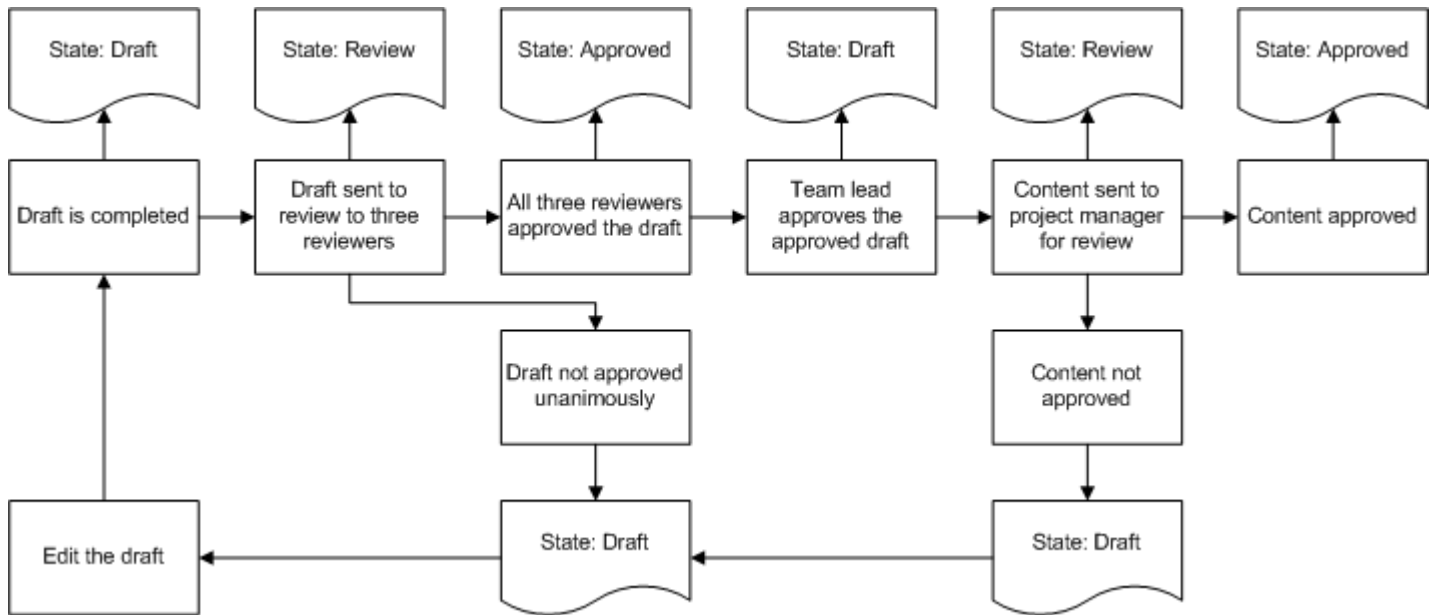 State: Draft
State: Review
State: Approved
State: Draft
State: Review
State: Approved
Draft is completed
Draft sent to
review to three
reviewers
All three reviewers
approved the draft
Team lead
approves the
approved draft
Content sent to
project manager
for review
Content approved
Draft not approved
unanimously
Content not
approved
Edit the draft
State: Draft
State: Draft